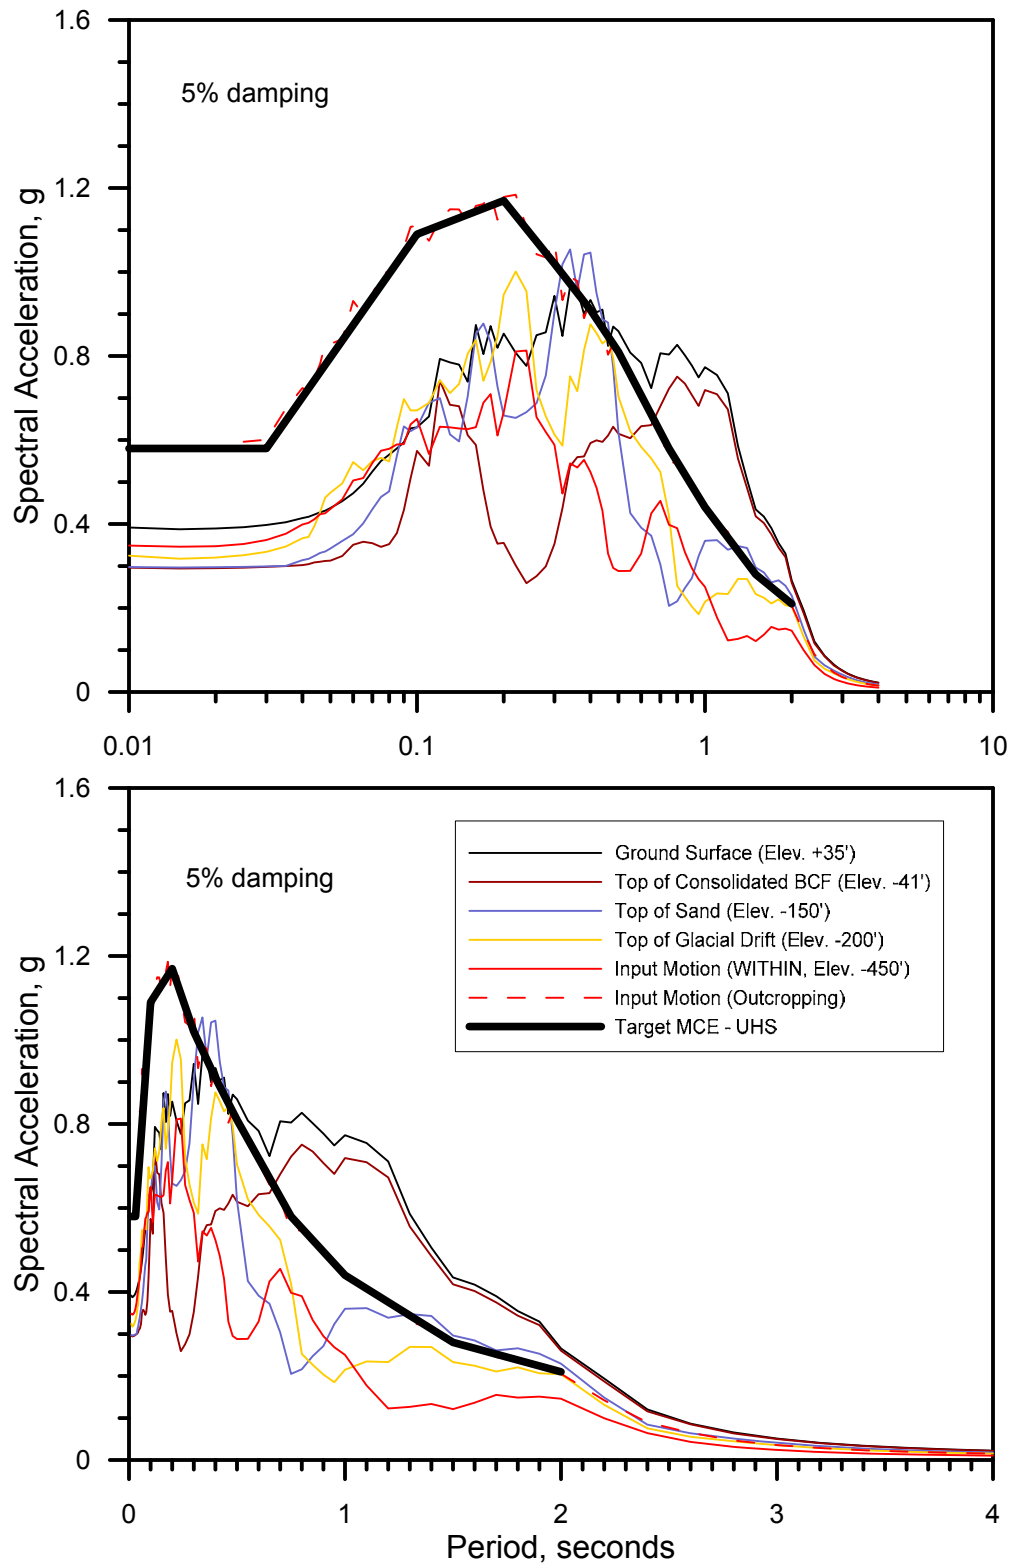 1.6
5% damping
1.2
Spectral Acceleration, g
0.8
0.4
0
0.01
0.1
1
10
1.6
5% damping
Ground Surface (Elev. +35')
Top of Consolidated BCF (Elev. -41')
Top of Sand (Elev. -150')
Top of Glacial Drift (Elev. -200')
Input Motion (WITHIN, Elev. -450')
Input Motion (Outcropping)
Target MCE - UHS
1.2
Spectral Acceleration, g
0.8
0.4
0
0
1
2
3
4
Period, seconds